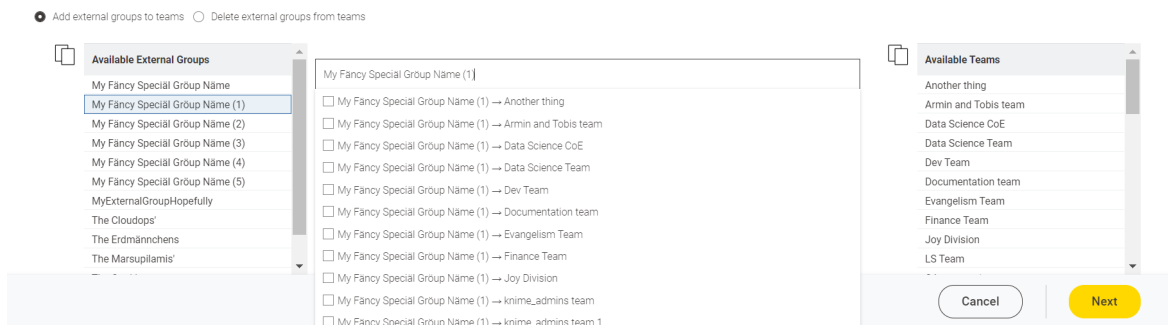 Add external groups to teams
Delete external groups from teams
Available External Groups
My Fäncy Speciäl Gröup Näme
My Fäncy Speciäl Gröup Näme (1)
My Fäncy Speciäl Gröup Näme (2)
My Fäncy Speciäl Gröup Näme (3)
My Fäncy Speciäl Gröup Näme (4)
My Fäncy Speciäl Gröup Näme (5)
MyExternalGroupHopefully
The Cloudops'
The Erdmännchens
The Marsupilamis'
My Fäncy Speciäl Gröup Näme (1)
My Fäncy Speciäl Gröup Näme (1) → Another thing
My Fäncy Speciäl Gröup Näme (1) → Armin and Tobis team
My Fäncy Speciäl Gröup Näme (1) → Data Science CoE
My Fäncy Speciäl Gröup Näme (1) → Data Science Team
My Fäncy Speciäl Gröup Näme (1) → Dev Team
My Fäncy Speciäl Gröup Näme (1) → Documentation team
My Fäncy Speciäl Gröup Näme (1) → Evangelism Team
My Fäncy Speciäl Gröup Näme (1) → Finance Team
My Fäncy Speciäl Gröup Näme (1) → Joy Division
My Fäncy Speciäl Gröup Näme (1) → knime_admins team
My Fäncy Speciäl Gröup Näme (1) → knime_admins team 1
Available Teams
Another thing
Armin and Tobis team
Data Science CoE
Data Science Team
Dev Team
Documentation team
Evangelism Team
Finance Team
Joy Division
LS Team
Cancel
Next